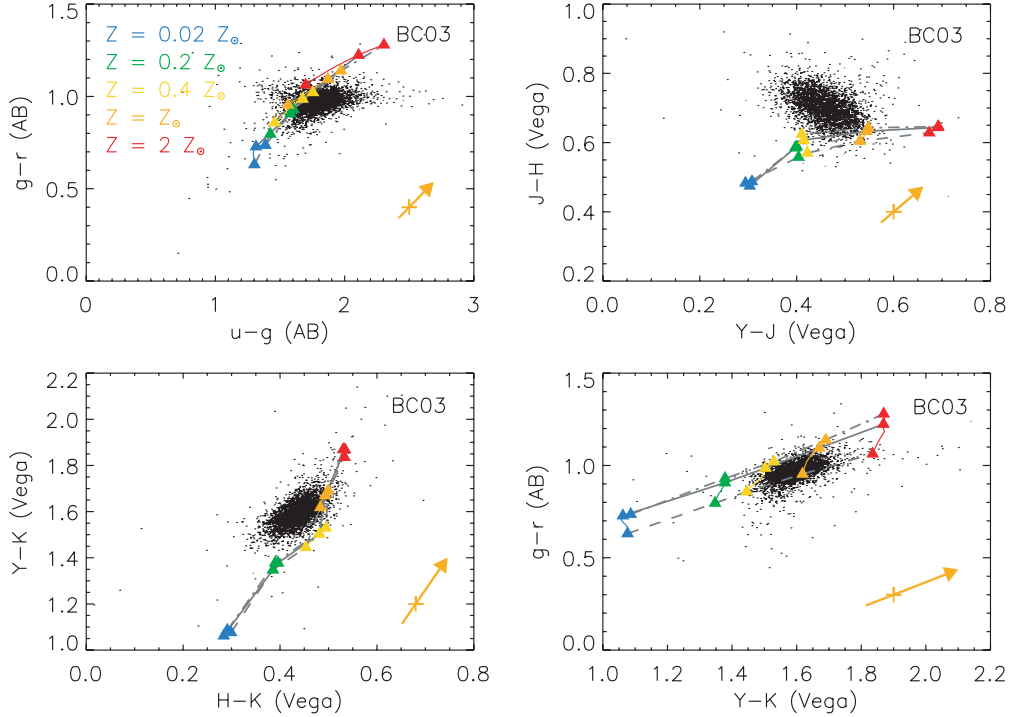 1.5
1.0
0.5
0.0
g-r (AB)
Z = 0.02 Z⊙
Z = 0.2 Z⊙
Z = 0.4 Z⊙
Z = Z⊙
Z = 2 Z⊙
BC03
0 1 2 3
u-g (AB)
1.0
0.8
0.6
0.4
0.2
J-H (Vega)
BC03
0.0 0.2 0.4 0.6 0.8
Y-J (Vega)
2.2
2.0
1.8
1.6
1.4
1.2
1.0
Y-K (Vega)
BC03
0.0 0.2 0.4 0.6 0.8
H-K (Vega)
1.5
1.0
0.5
0.0
g-r (AB)
BC03
1.0 1.2 1.4 1.6 1.8 2.0 2.2
Y-K (Vega)